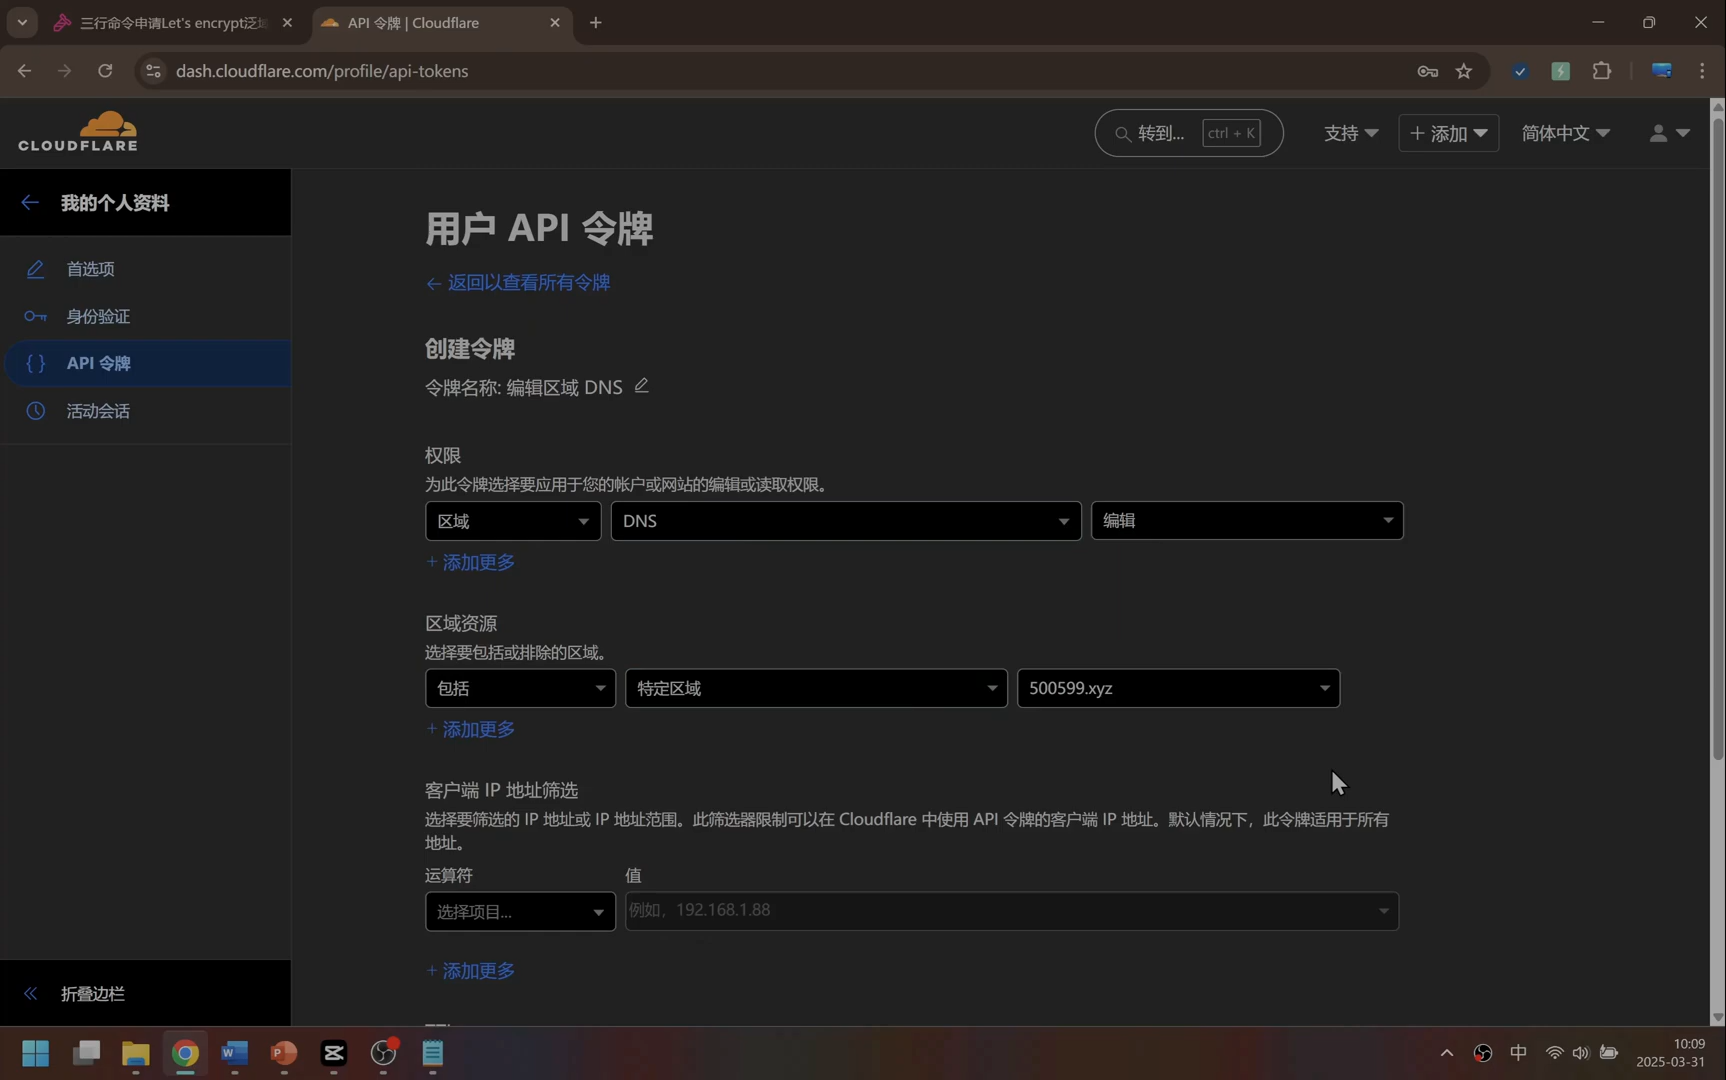 三行命令申请Let's encrypt泛域
API 令牌 | Cloudflare
dash.cloudflare.com/profile/api-tokens
CLOUDFLARE
转到...
ctrl + K
支持
添加
简体中文
我的个人资料
首选项
身份验证
API 令牌
活动会话
折叠边栏
用户 API 令牌
← 返回以查看所有令牌
创建令牌
令牌名称: 编辑区域 DNS
权限
为此令牌选择要应用于您的帐户或网站的编辑或读取权限。
区域
DNS
编辑
+ 添加更多
区域资源
选择要包括或排除的区域。
包括
特定区域
500599.xyz
+ 添加更多
客户端 IP 地址筛选
选择要筛选的 IP 地址或 IP 地址范围。此筛选器限制可以在 Cloudflare 中使用 API 令牌的客户端 IP 地址。默认情况下，此令牌适用于所有
地址。
运算符
值
选择项目...
例如，192.168.1.88
+ 添加更多
中
10:09
2025-03-31